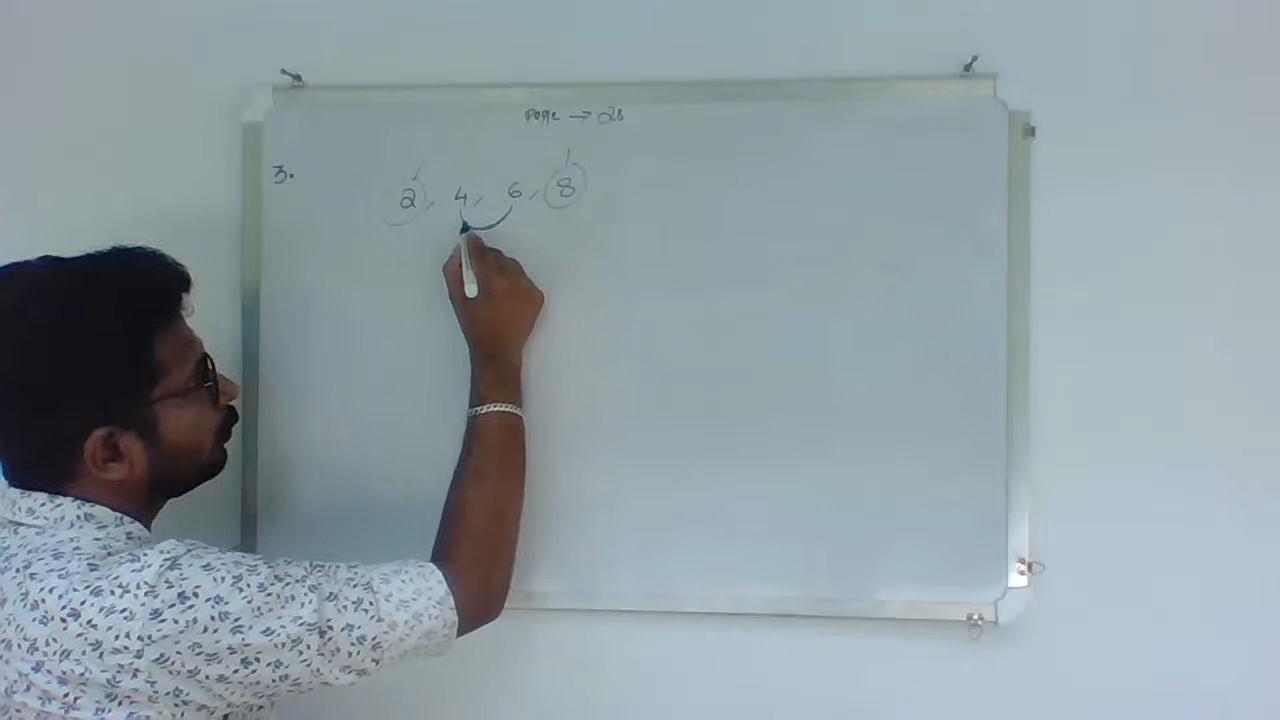 Page → 28
3.
2, 4, 6, 8